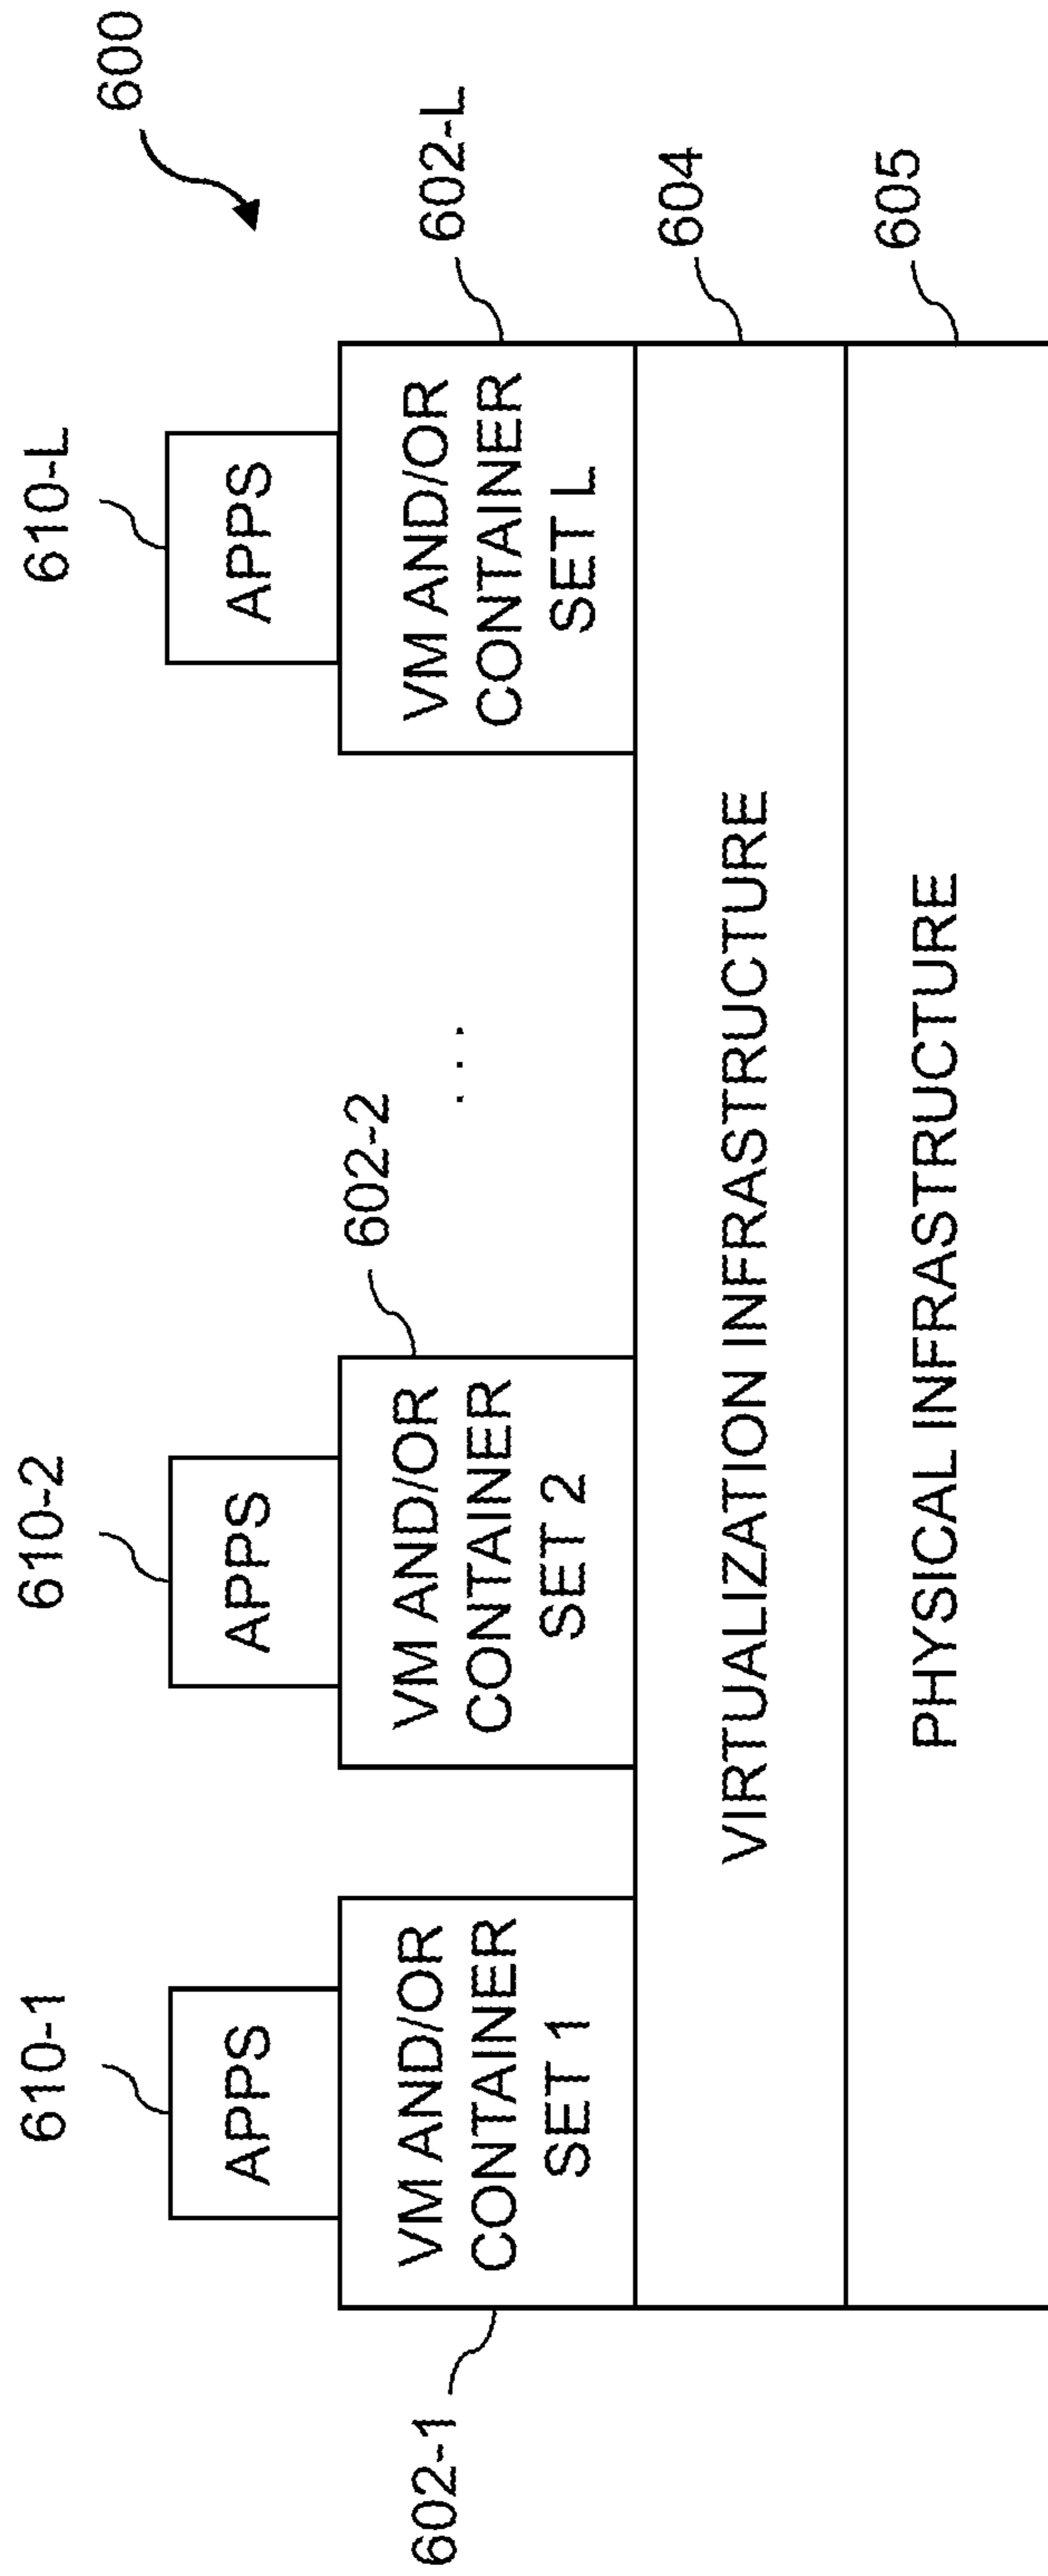 600
610-1
610-2
610-L
APPS
APPS
APPS
602-1
VM AND/OR
CONTAINER
SET 1
VM AND/OR
CONTAINER
SET 2
602-2
. . .
VM AND/OR
CONTAINER
SET L
602-L
VIRTUALIZATION INFRASTRUCTURE
604
PHYSICAL INFRASTRUCTURE
605